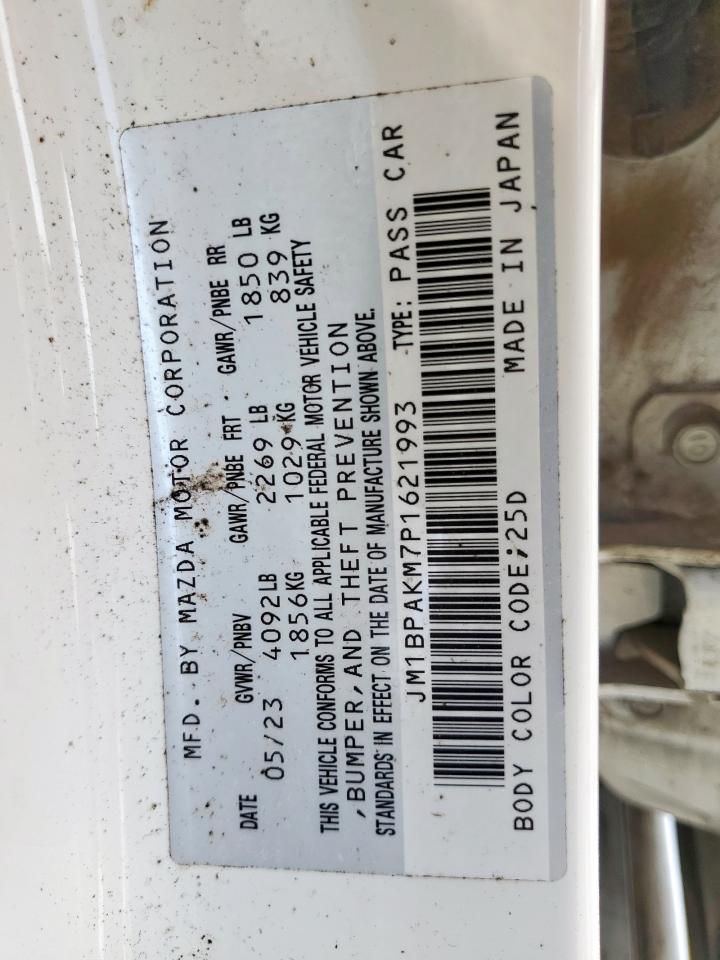 MFD. BY MAZDA MOTOR CORPORATION
DATE GVWR/PNBV GAWR/PNBE FRT GAWR/PNBE RR
05/23 4092LB 2269 LB 1850 LB
1856KG 1029 KG 839 KG
THIS VEHICLE CONFORMS TO ALL APPLICABLE FEDERAL MOTOR VEHICLE SAFETY
,BUMPER,AND THEFT PREVENTION
STANDARDS IN EFFECT ON THE DATE OF MANUFACTURE SHOWN ABOVE.
JM1BPAKM7P1621993 TYPE: PASS CAR
BODY COLOR CODE;25D MADE IN JAPAN